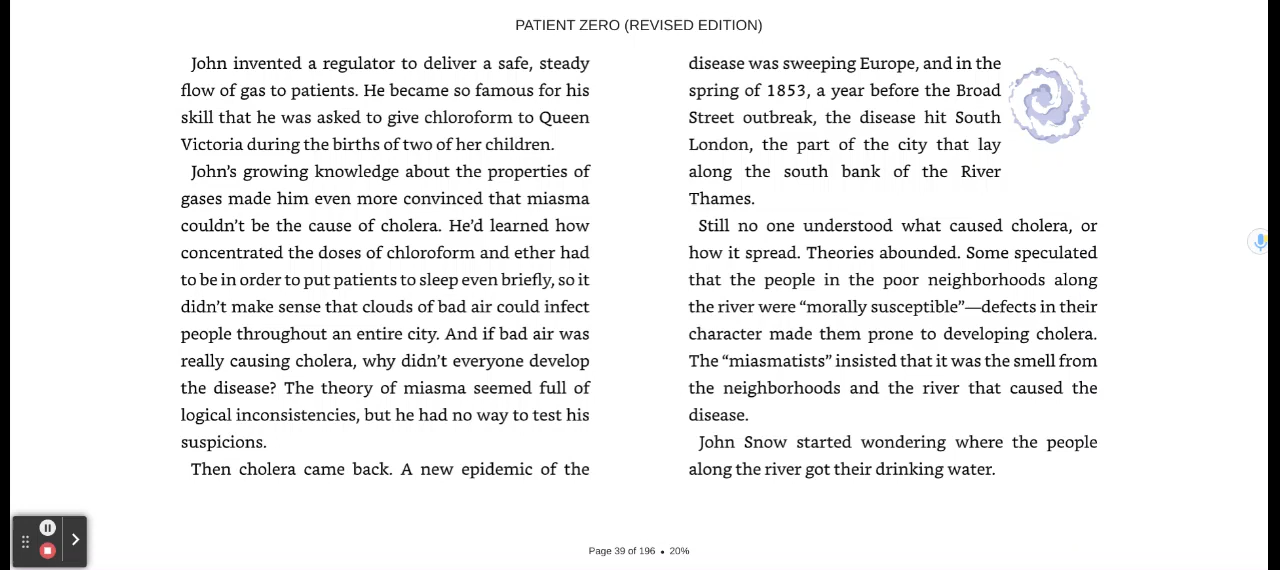 PATIENT ZERO (REVISED EDITION)
John invented a regulator to deliver a safe, steady
flow of gas to patients. He became so famous for his
skill that he was asked to give chloroform to Queen
Victoria during the births of two of her children.
John’s growing knowledge about the properties of
gases made him even more convinced that miasma
couldn’t be the cause of cholera. He’d learned how
concentrated the doses of chloroform and ether had
to be in order to put patients to sleep even briefly, so it
didn’t make sense that clouds of bad air could infect
people throughout an entire city. And if bad air was
really causing cholera, why didn’t everyone develop
the disease? The theory of miasma seemed full of
logical inconsistencies, but he had no way to test his
suspicions.
Then cholera came back. A new epidemic of the
disease was sweeping Europe, and in the
spring of 1853, a year before the Broad
Street outbreak, the disease hit South
London, the part of the city that lay
along the south bank of the River
Thames.
Still no one understood what caused cholera, or
how it spread. Theories abounded. Some speculated
that the people in the poor neighborhoods along
the river were “morally susceptible”—defects in their
character made them prone to developing cholera.
The “miasmatists” insisted that it was the smell from
the neighborhoods and the river that caused the
disease.
John Snow started wondering where the people
along the river got their drinking water.
Page 39 of 196 • 20%